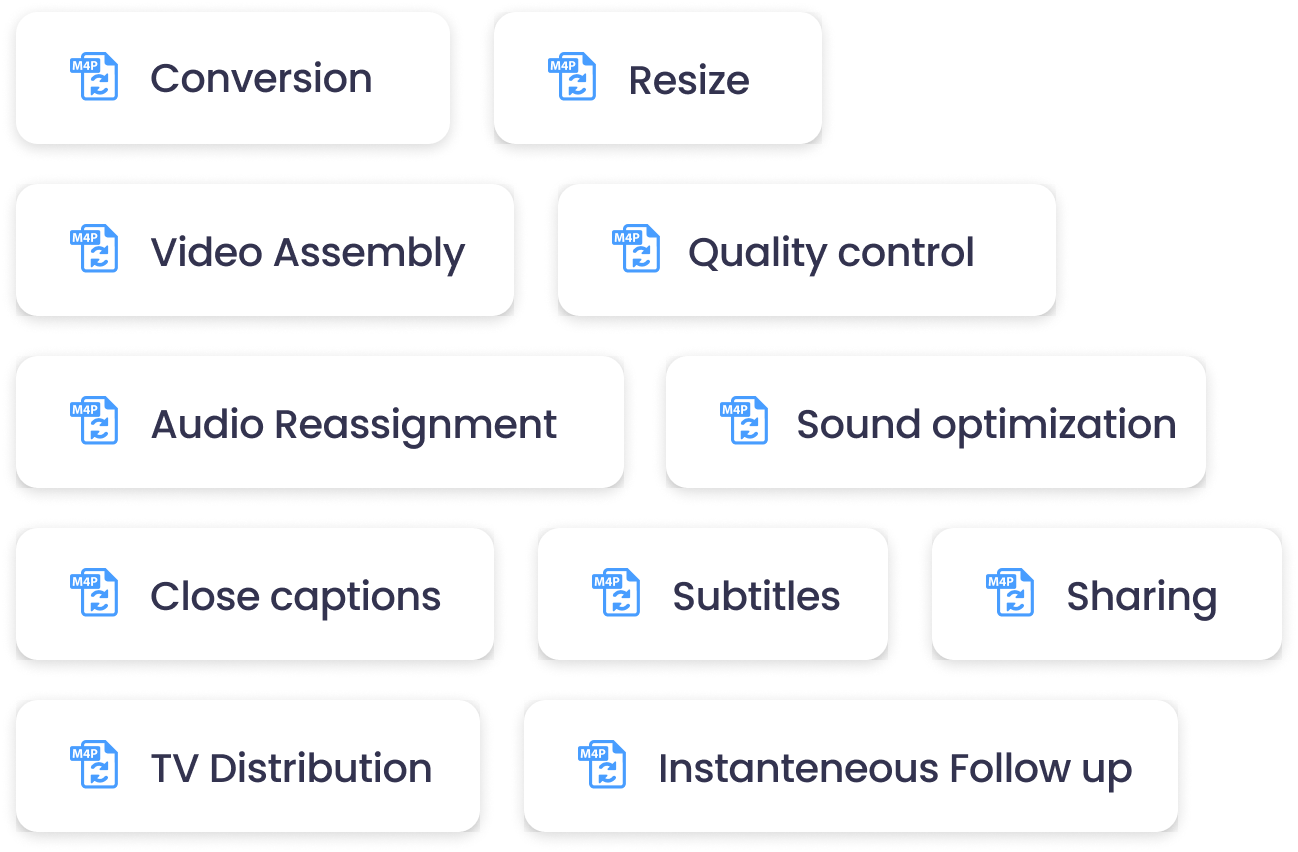 M4P Conversion
M4P Resize
M4P Video Assembly
M4P Quality control
M4P Audio Reassignment
M4P Sound optimization
M4P Close captions
M4P Subtitles
M4P Sharing
M4P TV Distribution
M4P Instanteneous Follow up